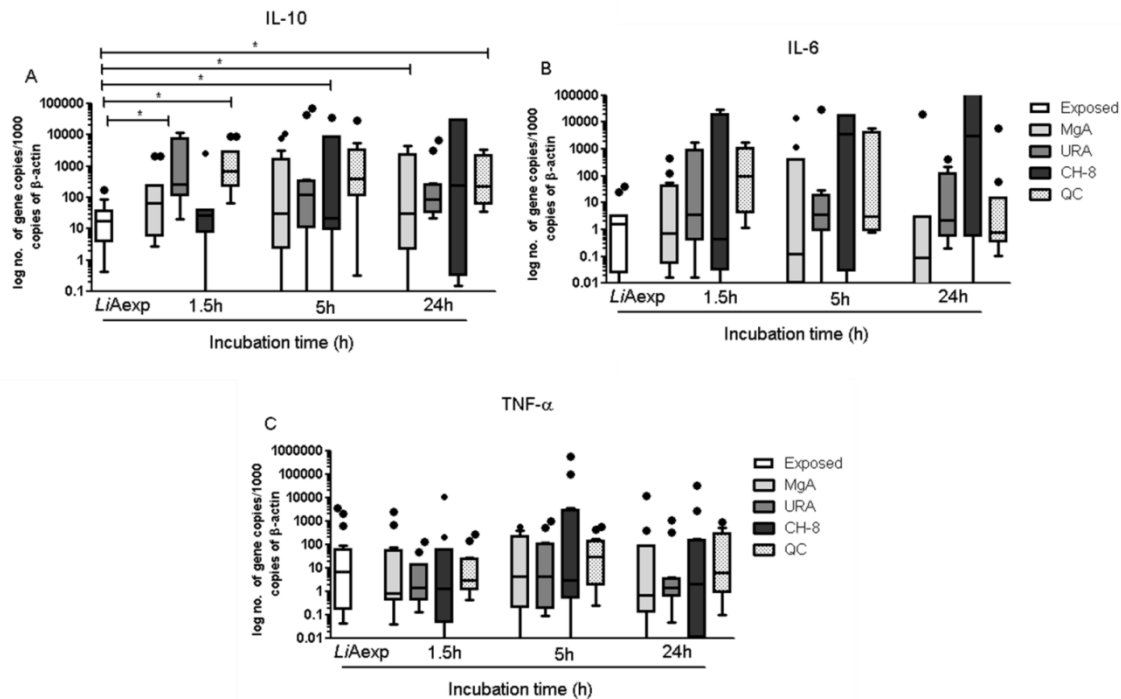 IL-10
*
*
*
*
*
A
log no. of gene copies/1000
copies of β-actin
100000
10000
1000
100
10
1
0.1
LiAexp 1.5h 5h 24h
Incubation time (h)
IL-6
B
log no. of gene copies/1000
copies of β-actin
100000
10000
1000
100
10
1
0.1
0.01
LiAexp 1.5h 5h 24h
Incubation time (h)
Exposed
MgA
URA
CH-8
QC
TNF-α
C
log no. of gene copies/1000
copies of β-actin
1000000
100000
10000
1000
100
10
1
0.1
0.01
LiAexp 1.5h 5h 24h
Incubation time (h)
Exposed
MgA
URA
CH-8
QC